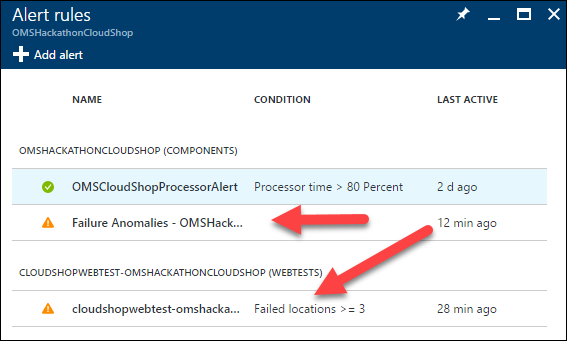 Alert rules
OMSHackathonCloudShop
Add alert
NAME CONDITION LAST ACTIVE
OMSHACKATHONCLOUDSHOP (COMPONENTS)
OMSCloudShopProcessorAlert Processor time > 80 Percent 2 d ago
Failure Anomalies - OMSHack... 12 min ago
CLOUDSHOPWEBTEST-OMSHACKATHONCLOUDSHOP (WEBTESTS)
cloudshopwebtest-omshacka... Failed locations >= 3 28 min ago